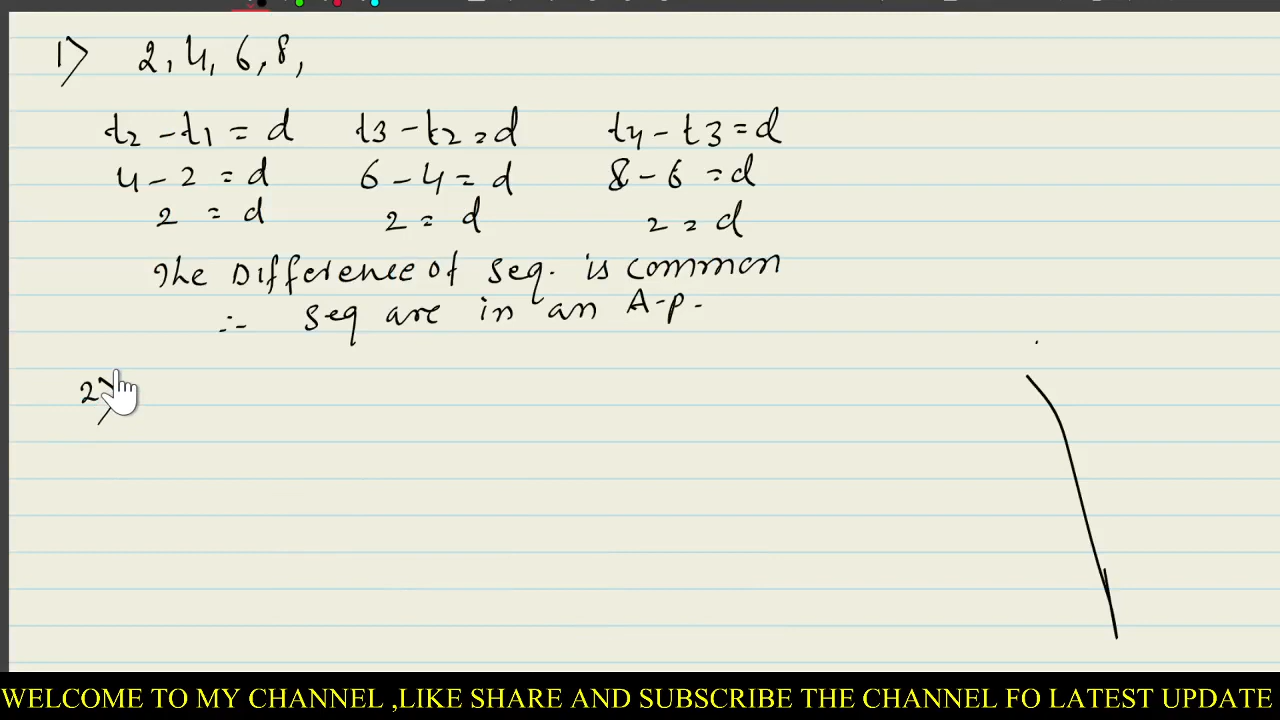 1) 2, 4, 6, 8,
t2 - t1 = d t3 - t2 = d t4 - t3 = d
4 - 2 = d 6 - 4 = d 8 - 6 = d
2 = d 2 = d 2 = d
The Difference of seq. is common
∴ seq are in an A.p.
2)
WELCOME TO MY CHANNEL ,LIKE SHARE AND SUBSCRIBE THE CHANNEL FO LATEST UPDATE